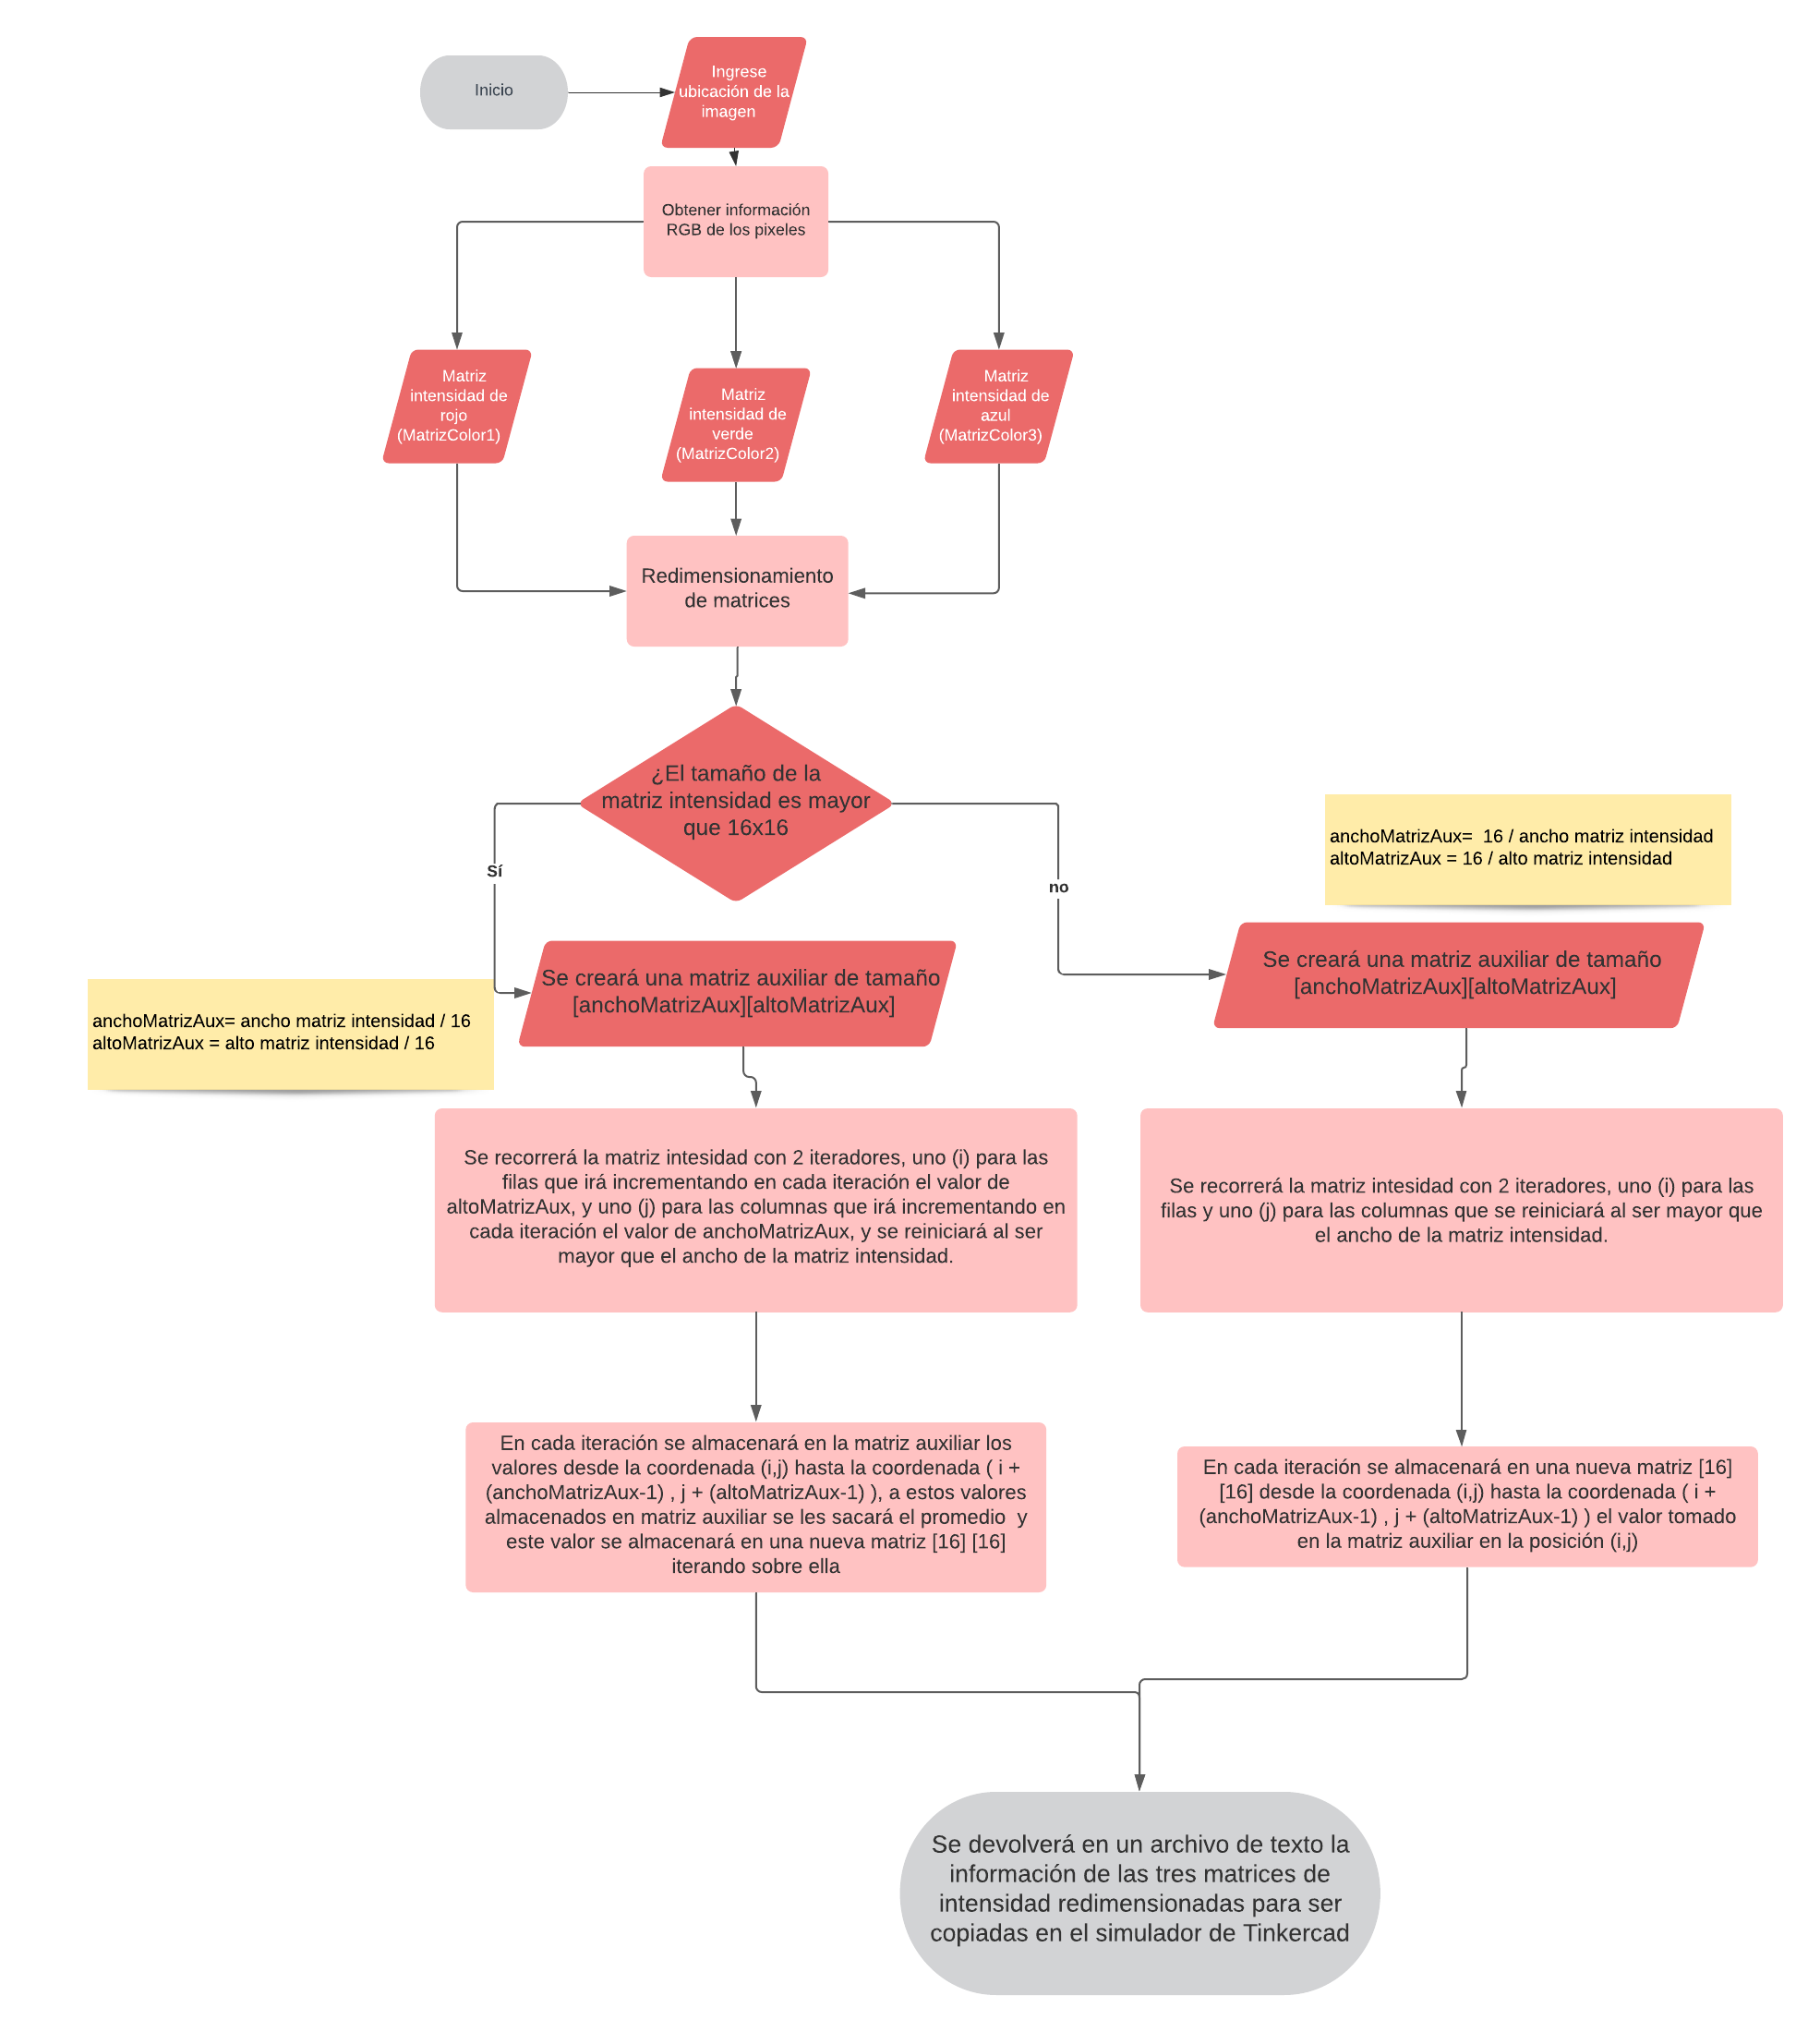 Inicio
Ingrese
ubicación de la
imagen
Obtener información
RGB de los pixeles
Matriz
intensidad de
rojo
(MatrizColor1)
Matriz
intensidad de
verde
(MatrizColor2)
Matriz
intensidad de
azul
(MatrizColor3)
Redimensionamiento
de matrices
¿El tamaño de la
matriz intensidad es mayor
que 16x16
Sí
no
anchoMatrizAux=  16 / ancho matriz intensidad
altoMatrizAux = 16 / alto matriz intensidad
Se creará una matriz auxiliar de tamaño
[anchoMatrizAux][altoMatrizAux]
Se creará una matriz auxiliar de tamaño
[anchoMatrizAux][altoMatrizAux]
anchoMatrizAux= ancho matriz intensidad / 16
altoMatrizAux = alto matriz intensidad / 16
Se recorrerá la matriz intesidad con 2 iteradores, uno (i) para las
filas que irá incrementando en cada iteración el valor de
altoMatrizAux, y uno (j) para las columnas que irá incrementando en
cada iteración el valor de anchoMatrizAux, y se reiniciará al ser
mayor que el ancho de la matriz intensidad.
Se recorrerá la matriz intesidad con 2 iteradores, uno (i) para las
filas y uno (j) para las columnas que se reiniciará al ser mayor que
el ancho de la matriz intensidad.
En cada iteración se almacenará en la matriz auxiliar los
valores desde la coordenada (i,j) hasta la coordenada ( i +
(anchoMatrizAux-1) , j + (altoMatrizAux-1) ), a estos valores
almacenados en matriz auxiliar se les sacará el promedio  y
este valor se almacenará en una nueva matriz [16] [16]
iterando sobre ella
En cada iteración se almacenará en una nueva matriz [16]
[16] desde la coordenada (i,j) hasta la coordenada ( i +
(anchoMatrizAux-1) , j + (altoMatrizAux-1) ) el valor tomado
en la matriz auxiliar en la posición (i,j)
Se devolverá en un archivo de texto la
información de las tres matrices de
intensidad redimensionadas para ser
copiadas en el simulador de Tinkercad